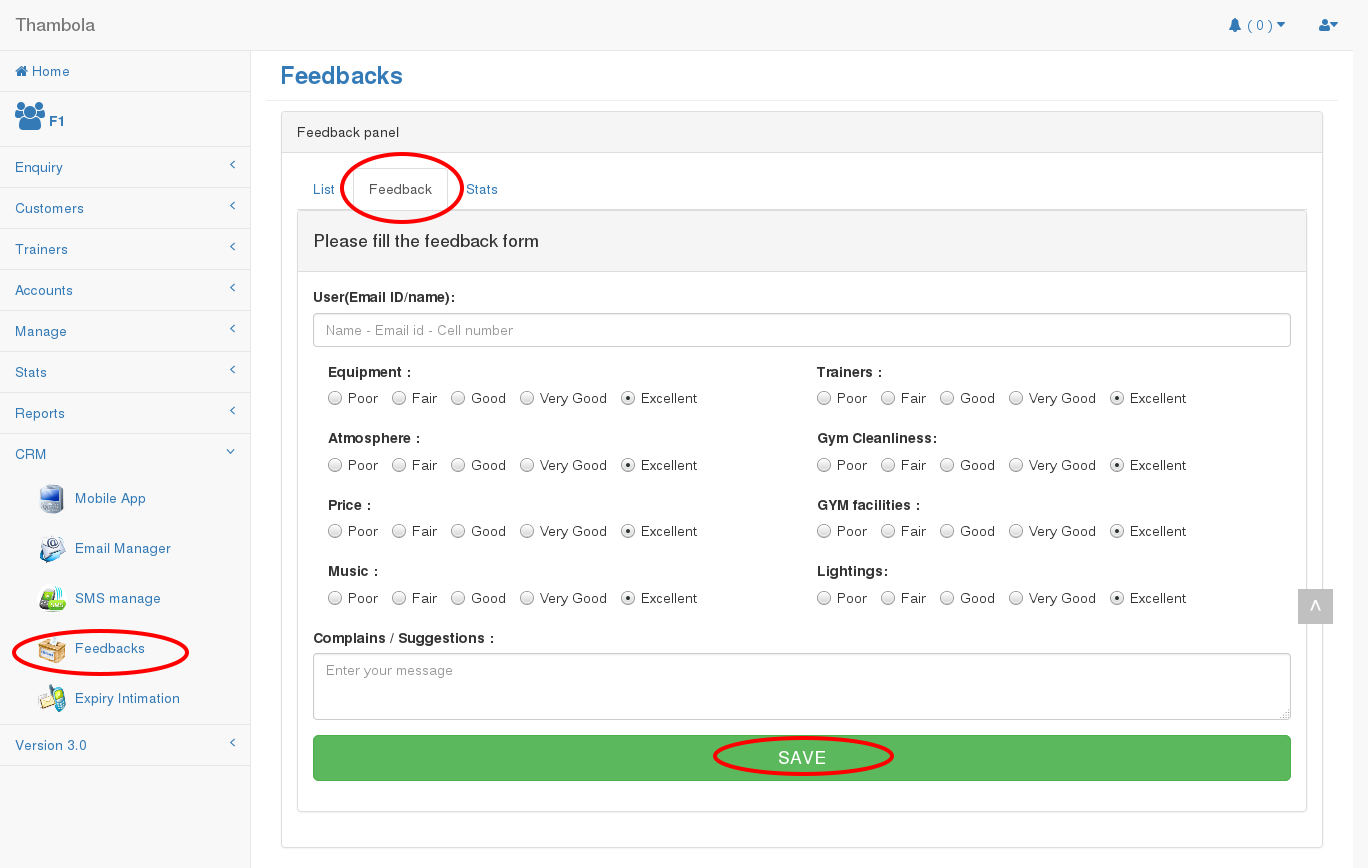 Thambola
( 0 )
Home
F1
Enquiry
Customers
Trainers
Accounts
Manage
Stats
Reports
CRM
Mobile App
Email Manager
SMS manage
Feedbacks
Expiry Intimation
Version 3.0
Feedbacks
Feedback panel
List Feedback Stats
Please fill the feedback form
User(Email ID/name):
Name - Email id - Cell number
Equipment :
Poor Fair Good Very Good Excellent
Trainers :
Poor Fair Good Very Good Excellent
Atmosphere :
Poor Fair Good Very Good Excellent
Gym Cleanliness:
Poor Fair Good Very Good Excellent
Price :
Poor Fair Good Very Good Excellent
GYM facilities :
Poor Fair Good Very Good Excellent
Music :
Poor Fair Good Very Good Excellent
Lightings:
Poor Fair Good Very Good Excellent
Complains / Suggestions :
Enter your message
SAVE